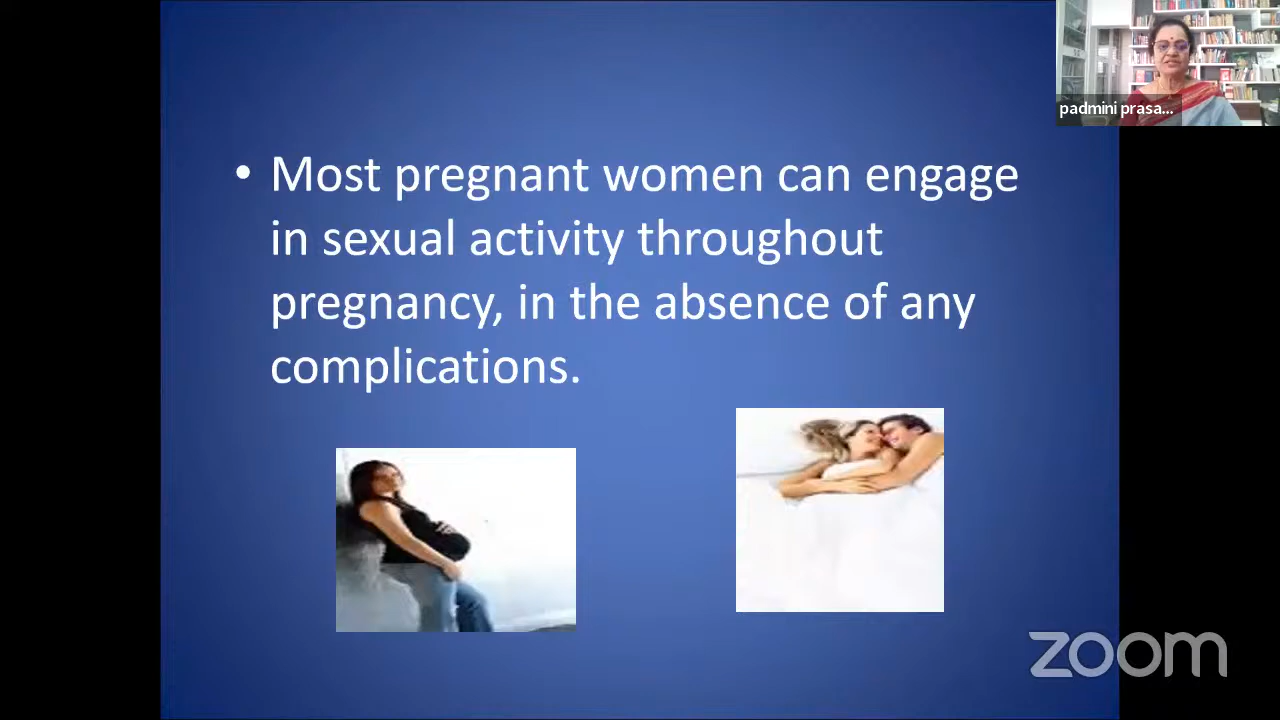 padmini prasa...
• Most pregnant women can engage
in sexual activity throughout
pregnancy, in the absence of any
complications.
zoom